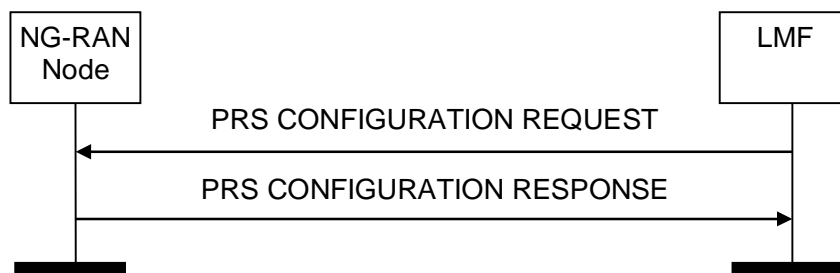 NG-RAN
Node
LMF
PRS CONFIGURATION REQUEST
PRS CONFIGURATION RESPONSE